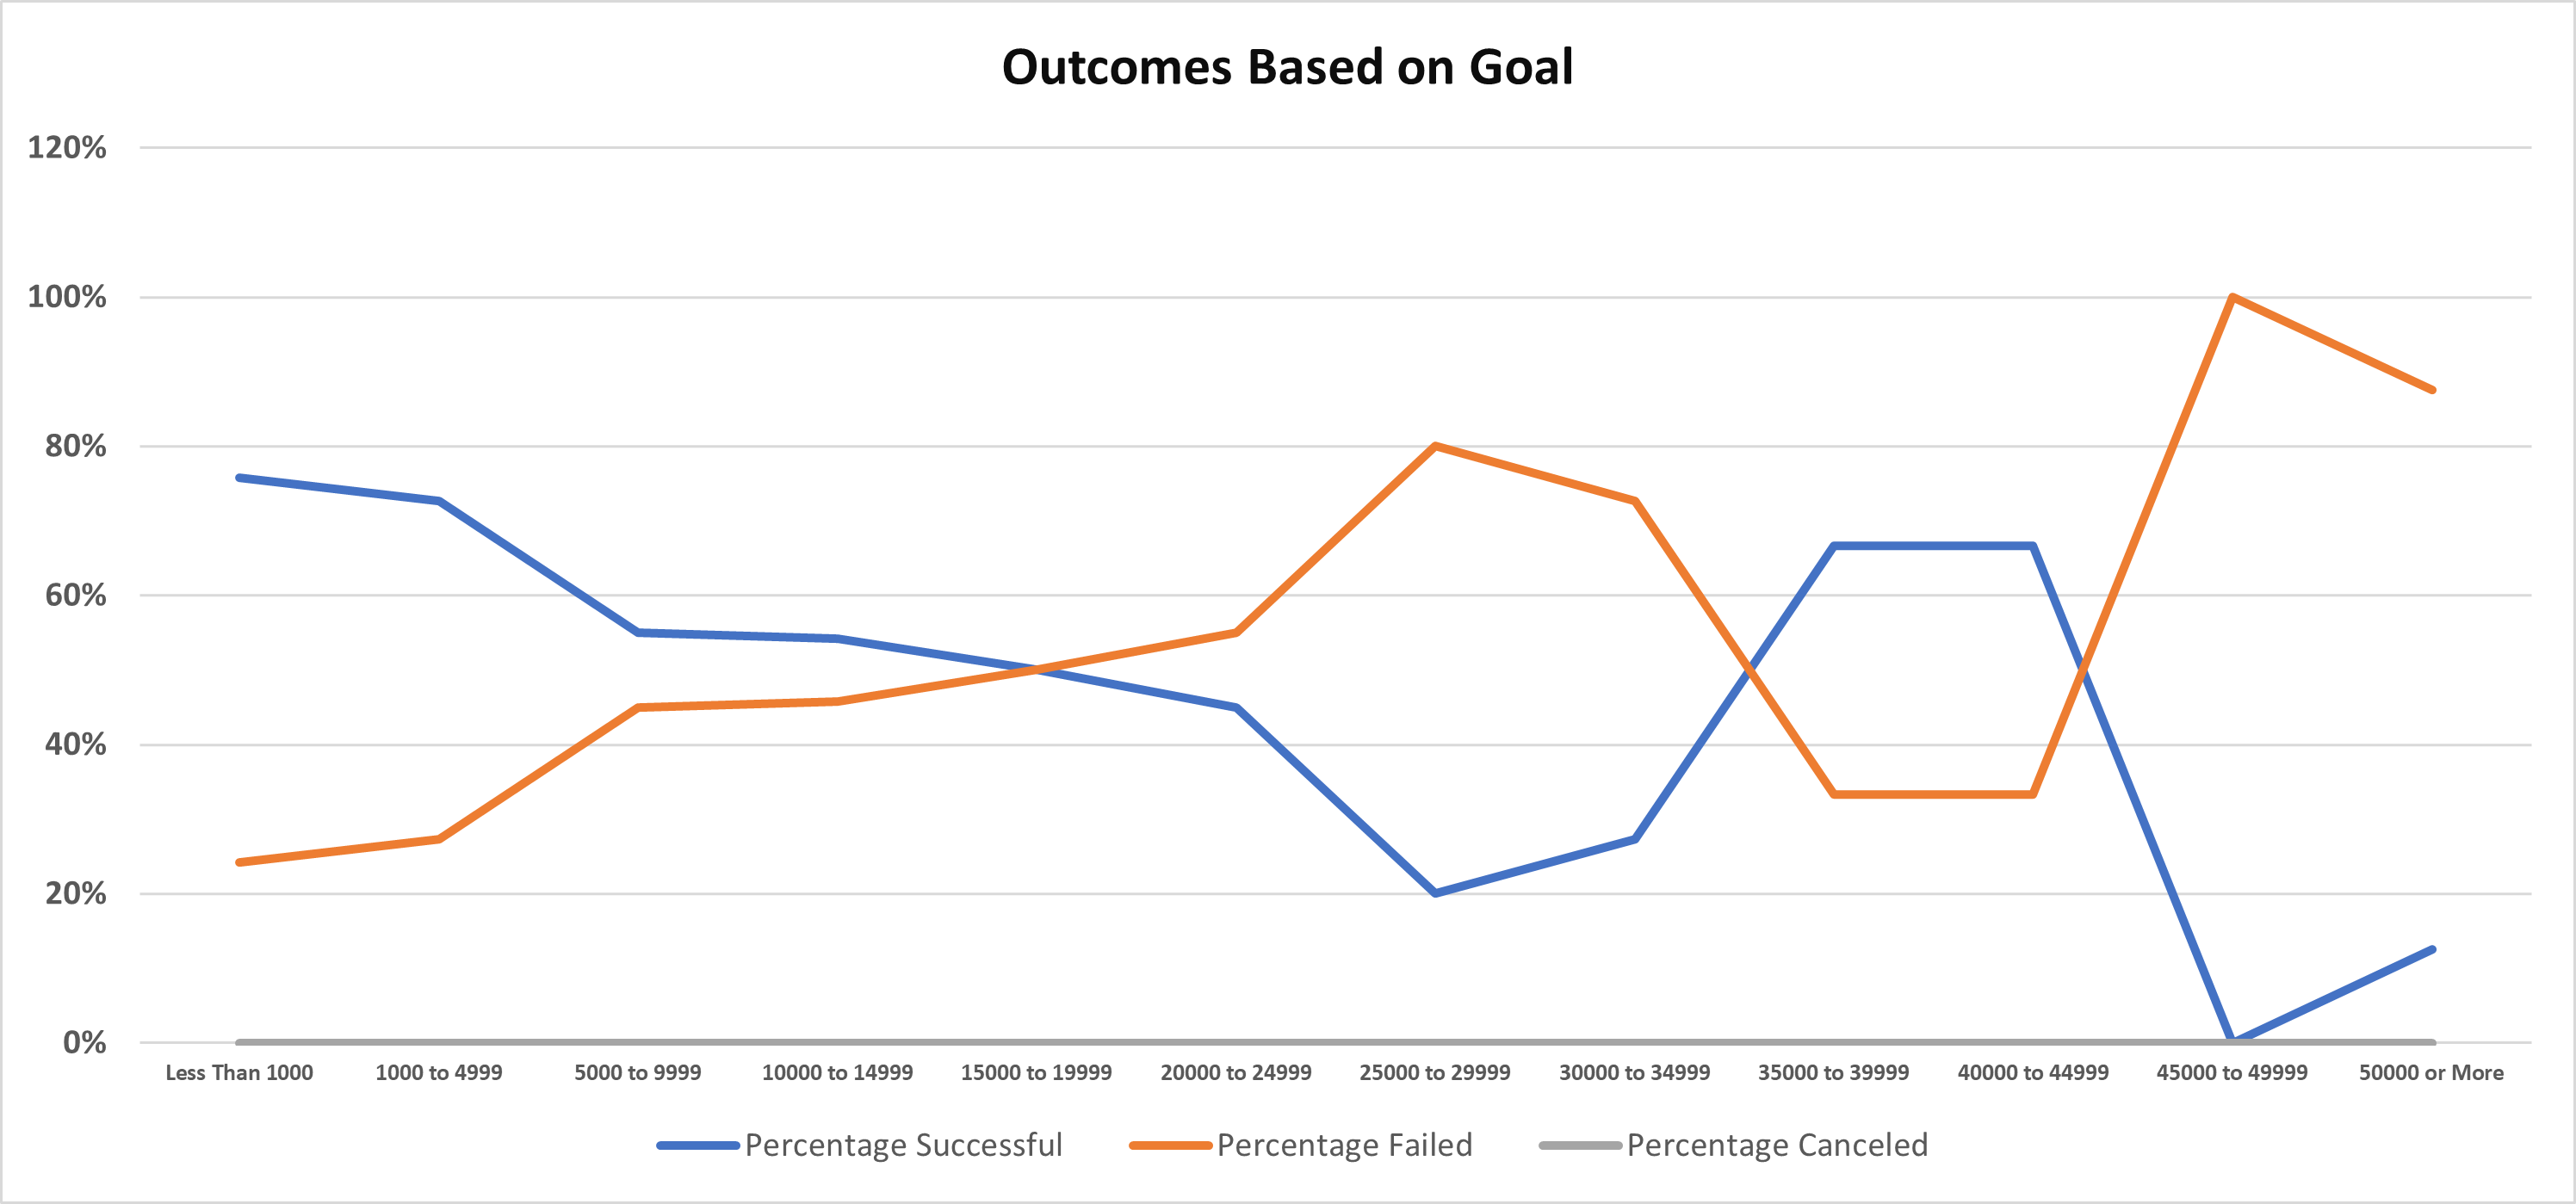 Outcomes Based on Goal
120%
100%
80%
60%
40%
20%
0%
Less Than 1000 1000 to 4999 5000 to 9999 10000 to 14999 15000 to 19999 20000 to 24999 25000 to 29999 30000 to 34999 35000 to 39999 40000 to 44999 45000 to 49999 50000 or More
Percentage Successful Percentage Failed Percentage Canceled